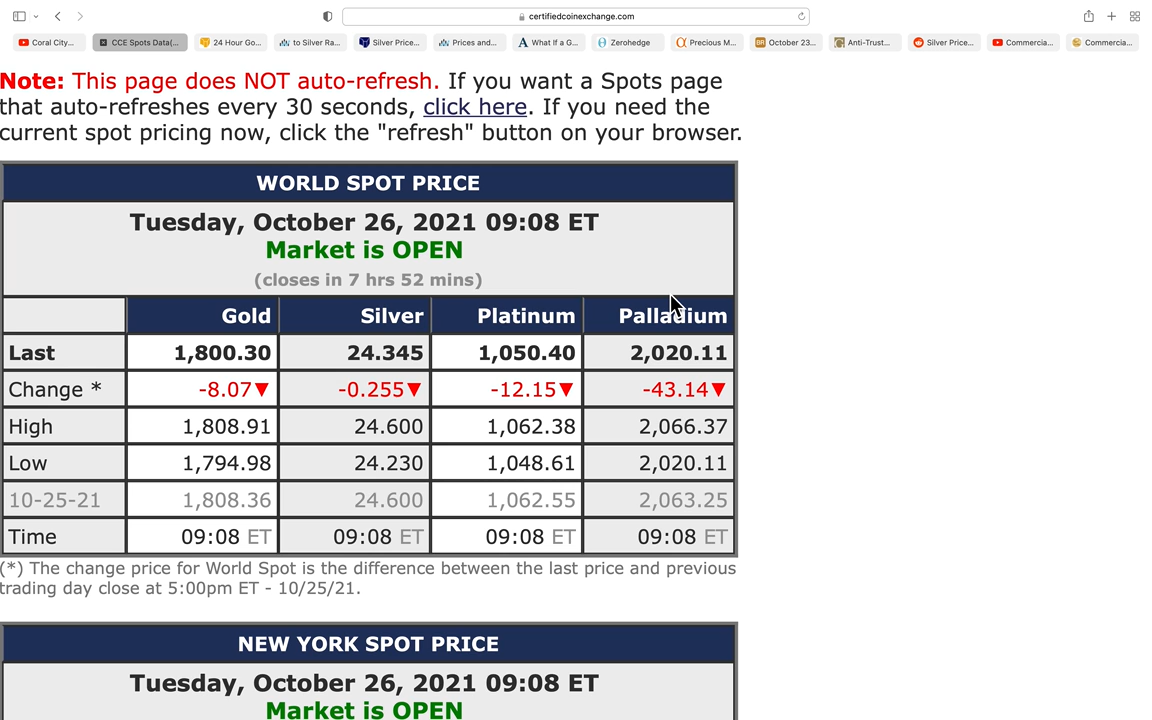 certifiedcoinexchange.com
Coral City... CCE Spots Data(... 24 Hour Go... to Silver Ra... Silver Price... Prices and... What If a G... Zerohedge Precious M... BR October 23... Anti-Trust... Silver Price... Commercia... Commercia...
Note: This page does NOT auto-refresh. If you want a Spots page
that auto-refreshes every 30 seconds, click here. If you need the
current spot pricing now, click the "refresh" button on your browser.
WORLD SPOT PRICE
Tuesday, October 26, 2021 09:08 ET
Market is OPEN
(closes in 7 hrs 52 mins)
Gold Silver Platinum Palladium
Last 1,800.30 24.345 1,050.40 2,020.11
Change * -8.07▼ -0.255▼ -12.15▼ -43.14▼
High 1,808.91 24.600 1,062.38 2,066.37
Low 1,794.98 24.230 1,048.61 2,020.11
10-25-21 1,808.36 24.600 1,062.55 2,063.25
Time 09:08 ET 09:08 ET 09:08 ET 09:08 ET
(*) The change price for World Spot is the difference between the last price and previous
trading day close at 5:00pm ET - 10/25/21.
NEW YORK SPOT PRICE
Tuesday, October 26, 2021 09:08 ET
Market is OPEN